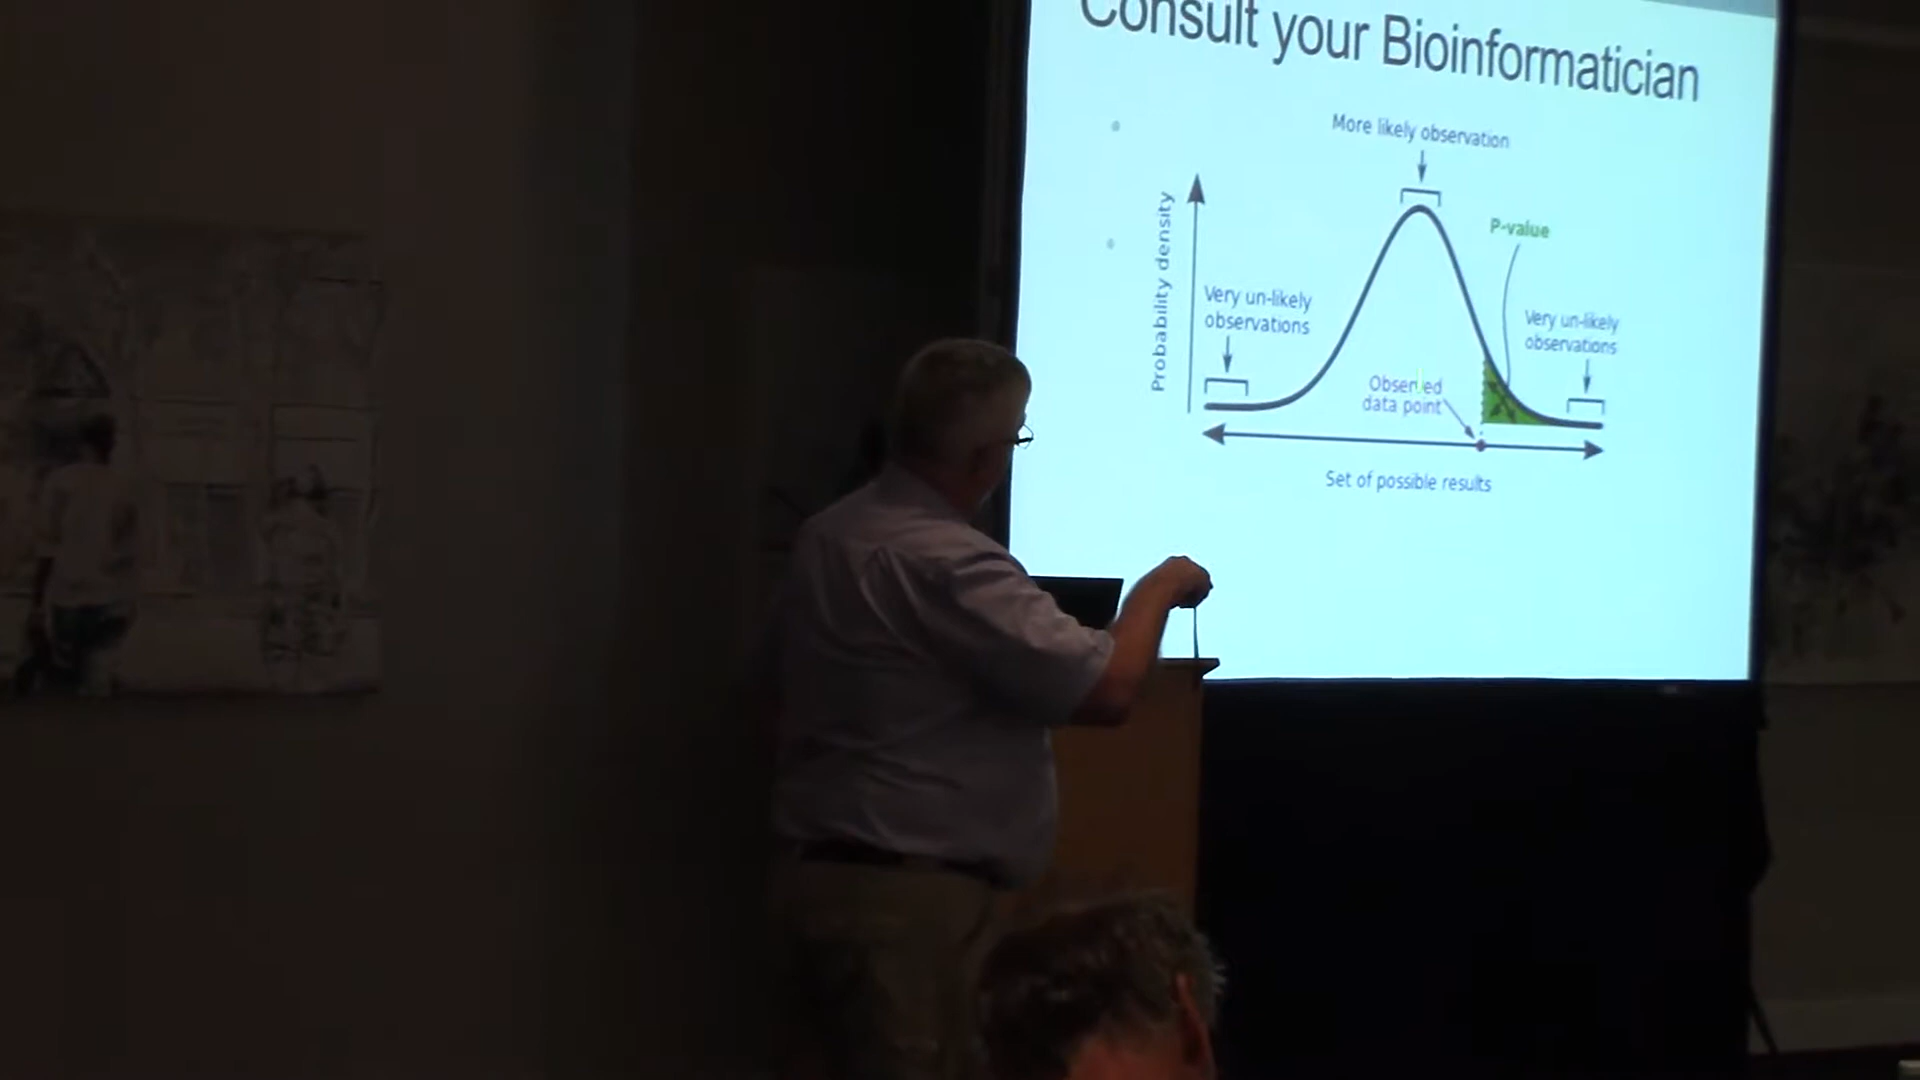 Consult your Bioinformatician
More likely observation
P-value
Probability density
Very un-likely
observations
Very un-likely
observations
Observed
data point
Set of possible results